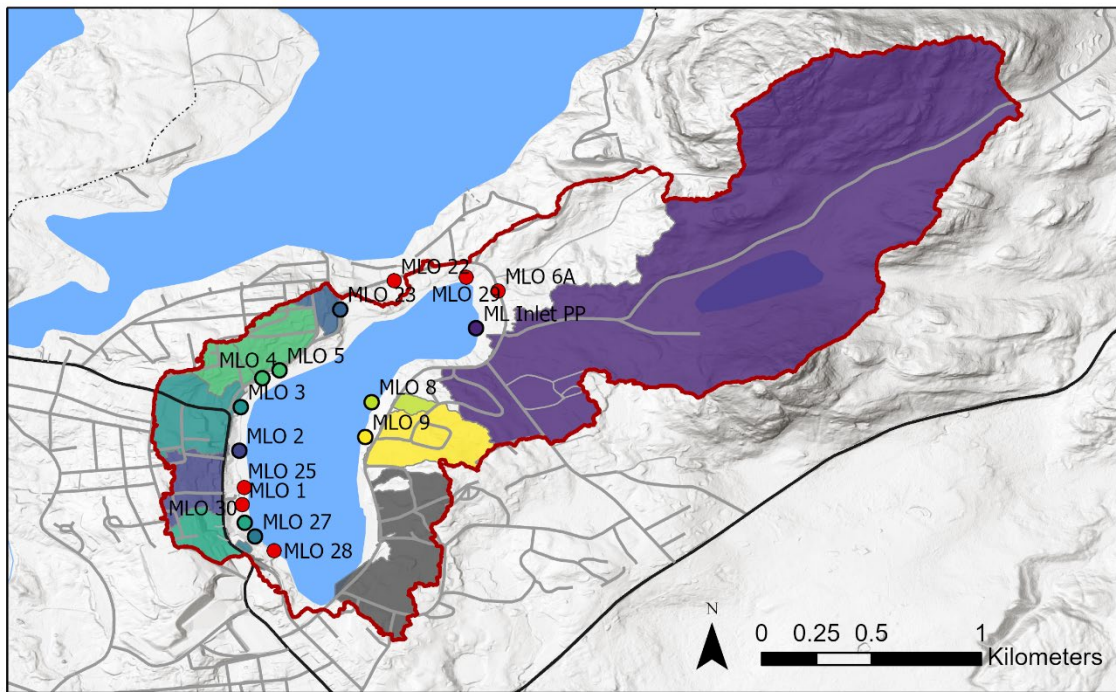 MLO 22
MLO 6A
MLO 29
MLO 23
ML Inlet PP
MLO 4
MLO 5
MLO 3
MLO 8
MLO 9
MLO 2
MLO 25
MLO 1
MLO 30
MLO 27
MLO 28
N
0 0.25 0.5 1
Kilometers